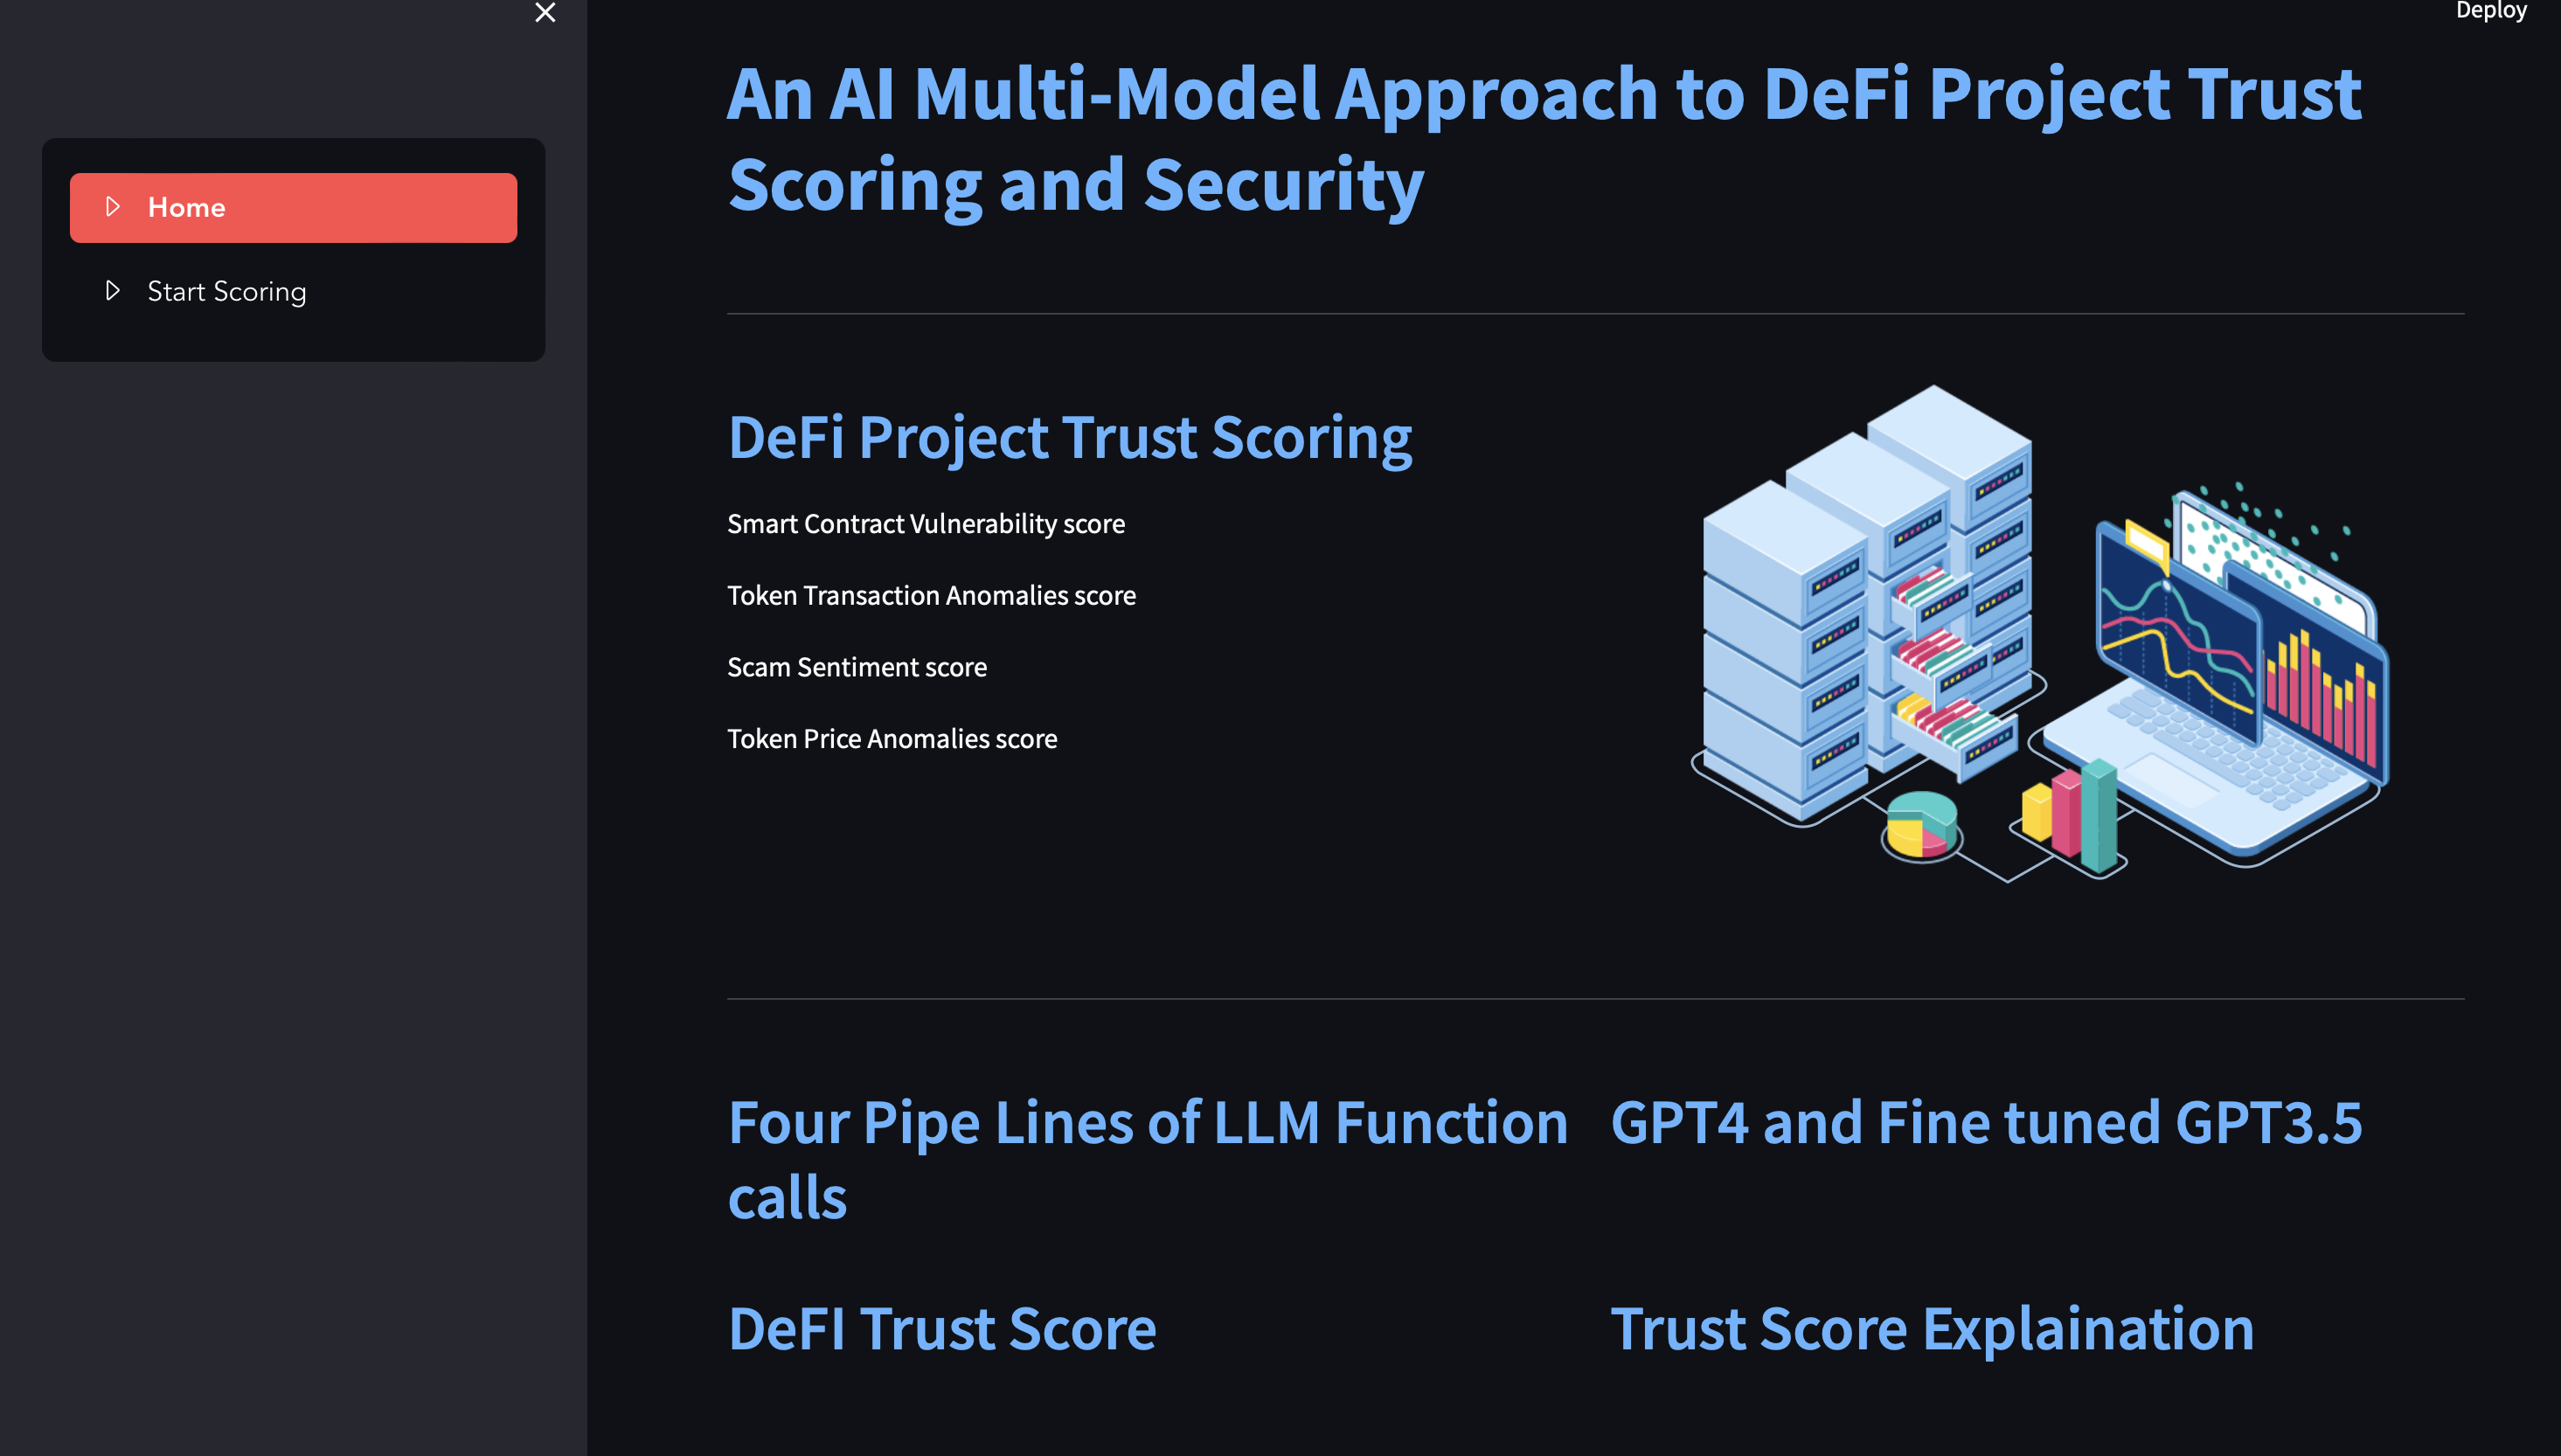 Deploy
Home
Start Scoring
An AI Multi-Model Approach to DeFi Project Trust
Scoring and Security
DeFi Project Trust Scoring
Smart Contract Vulnerability score
Token Transaction Anomalies score
Scam Sentiment score
Token Price Anomalies score
Four Pipe Lines of LLM Function
calls
GPT4 and Fine tuned GPT3.5
DeFI Trust Score
Trust Score Explaination